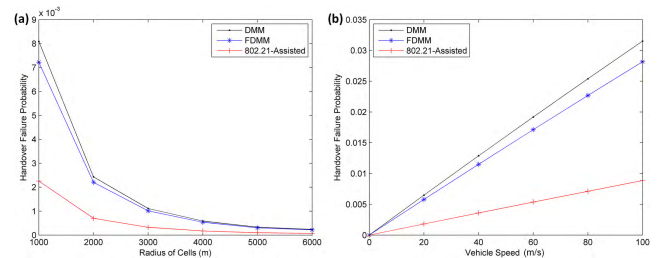 (a)
× 10⁻³
9
8
7
6
5
4
3
2
1
0
1000 2000 3000 4000 5000 6000
Radius of Cells (m)
Handover Failure Probability
DMM
FDMM
802.21-Assisted
(b)
0.035
0.03
0.025
0.02
0.015
0.01
0.005
0
0 20 40 60 80 100
Vehicle Speed (m/s)
Handover Failure Probability
DMM
FDMM
802.21-Assisted